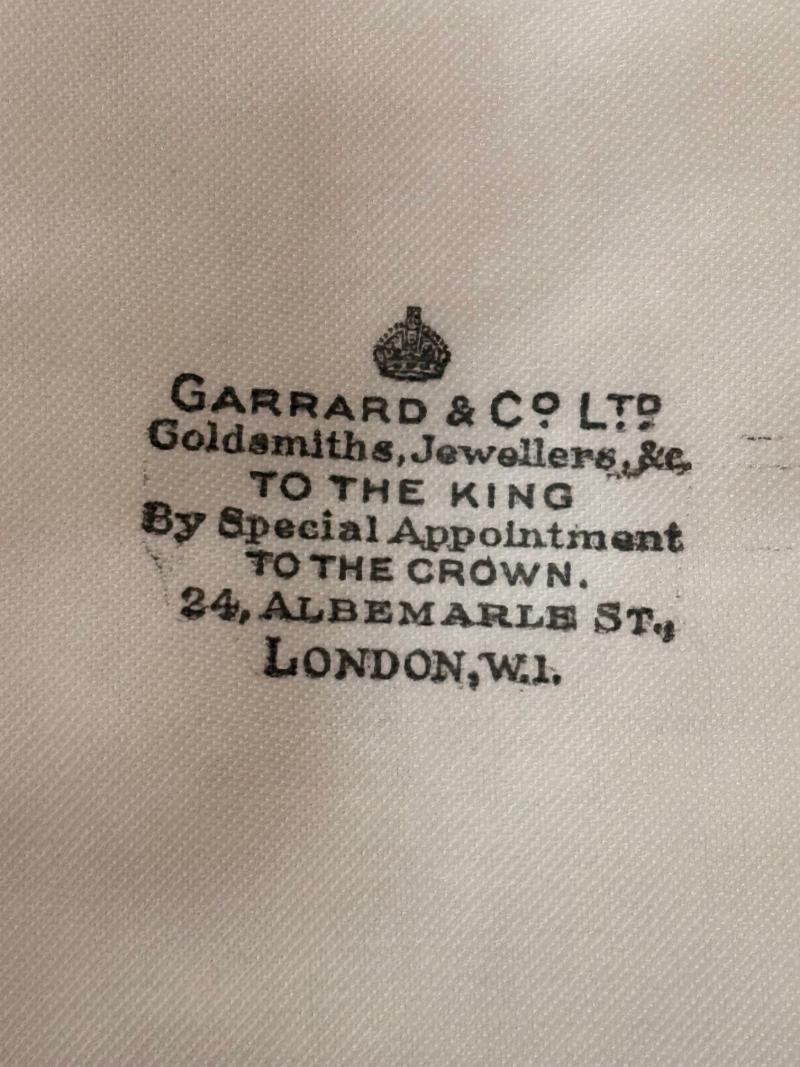 GARRARD & Cº LTD
Goldsmiths, Jewellers, &c,
TO THE KING
By Special Appointment
TO THE CROWN.
24, ALBEMARLE ST.,
LONDON, W.1.